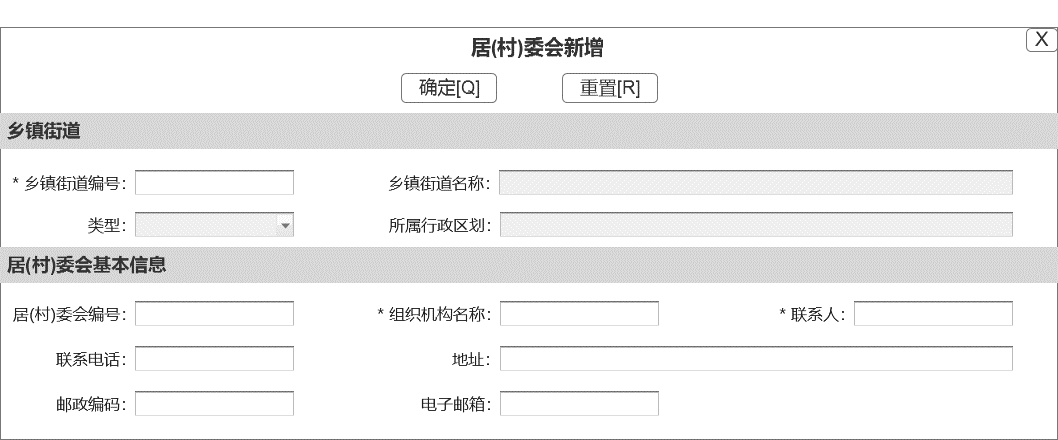 居(村)委会新增
X
确定[Q] 重置[R]
乡镇街道
* 乡镇街道编号: 乡镇街道名称:
类型: 所属行政区划:
居(村)委会基本信息
居(村)委会编号: * 组织机构名称: * 联系人:
联系电话: 地址:
邮政编码: 电子邮箱: